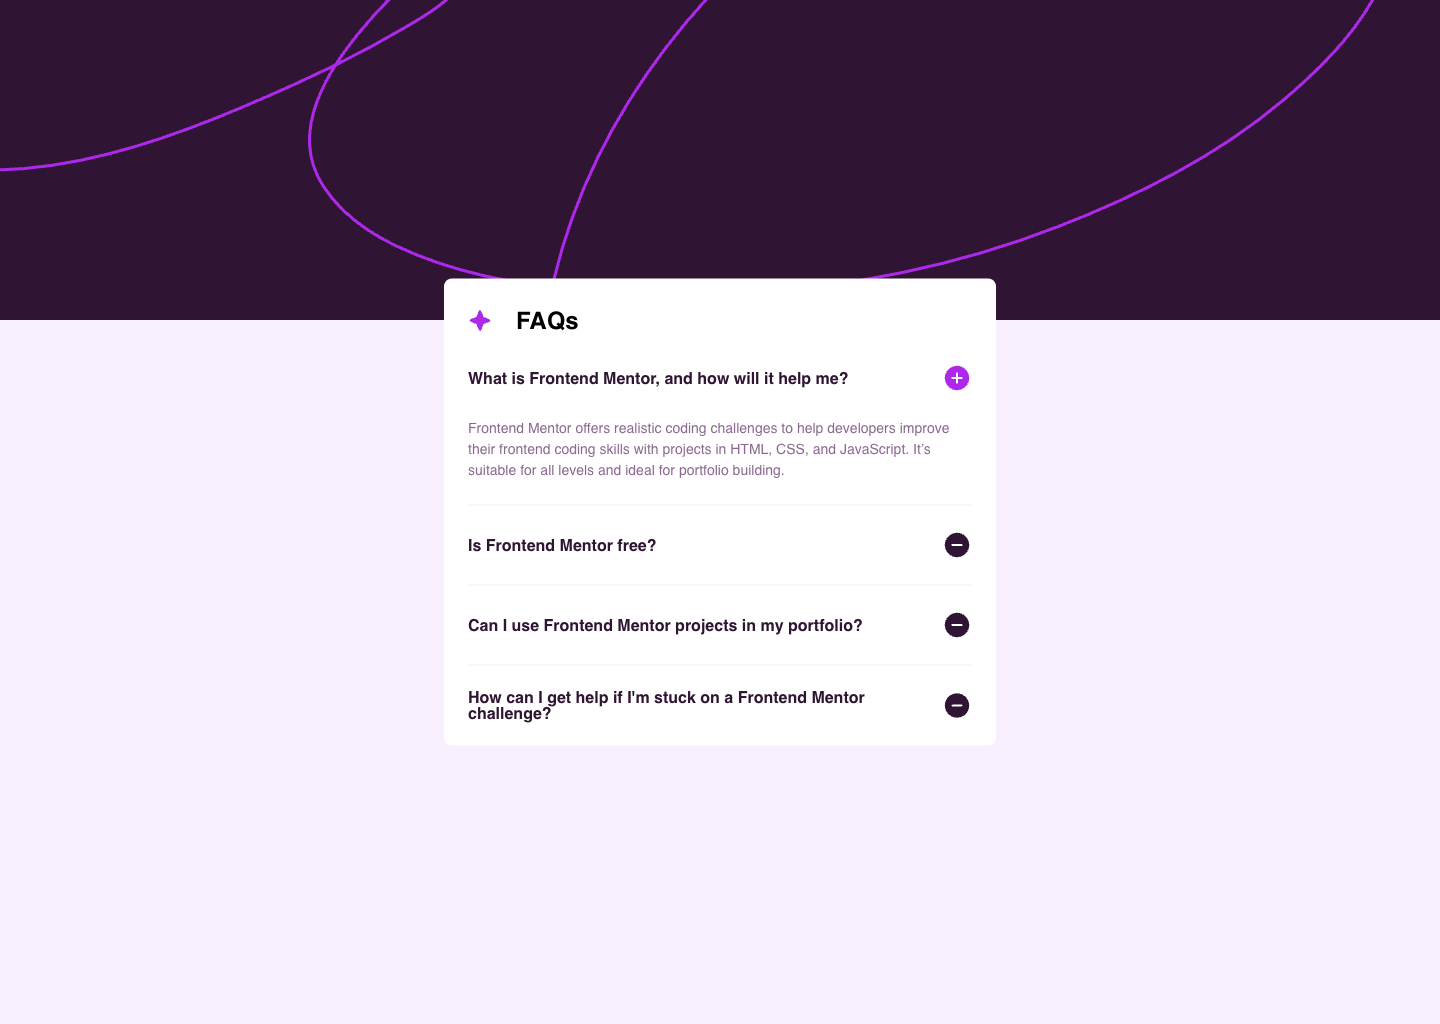 FAQs
What is Frontend Mentor, and how will it help me?
Frontend Mentor offers realistic coding challenges to help developers improve
their frontend coding skills with projects in HTML, CSS, and JavaScript. It’s
suitable for all levels and ideal for portfolio building.
Is Frontend Mentor free?
Can I use Frontend Mentor projects in my portfolio?
How can I get help if I'm stuck on a Frontend Mentor
challenge?